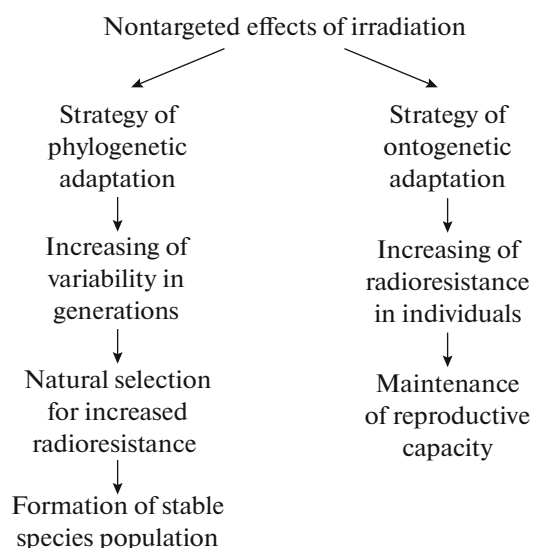 Nontargeted effects of irradiation
Strategy of
phylogenetic
adaptation
Increasing of
variability in
generations
Natural selection
for increased
radioresistance
Formation of stable
species population
Strategy of
ontogenetic
adaptation
Increasing of
radioresistance
in individuals
Maintenance
of reproductive
capacity